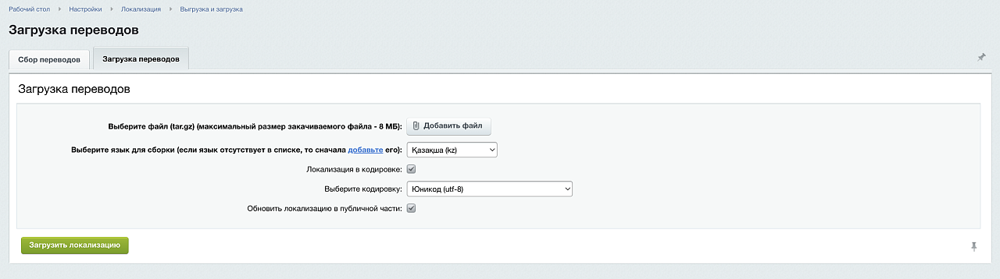 Рабочий стол Настройки Локализация Выгрузка и загрузка
Загрузка переводов
Сбор переводов Загрузка переводов
Загрузка переводов
Выберите файл (tar.gz) (максимальный размер закачиваемого файла - 8 МБ): Добавить файл
Выберите язык для сборки (если язык отсутствует в списке, то сначала добавьте его): Қазақша (kz)
Локализация в кодировке:
Выберите кодировку: Юникод (utf-8)
Обновить локализацию в публичной части:
Загрузить локализацию